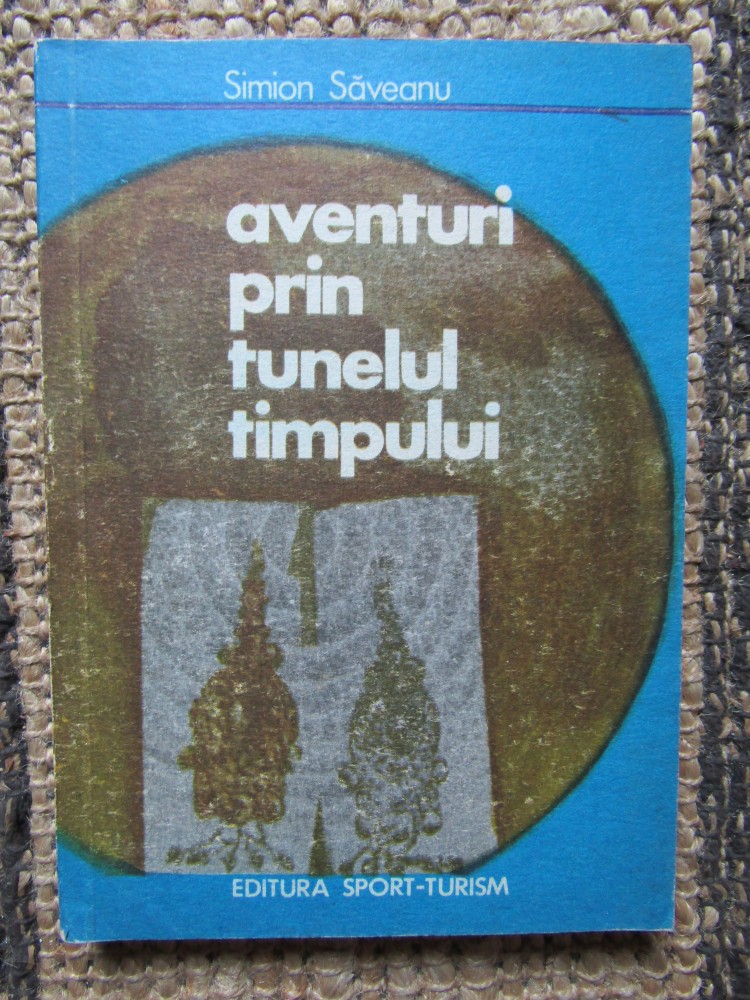 Simion Săveanu
aventuri
prin
tunelul
timpului
EDITURA SPORT-TURISM